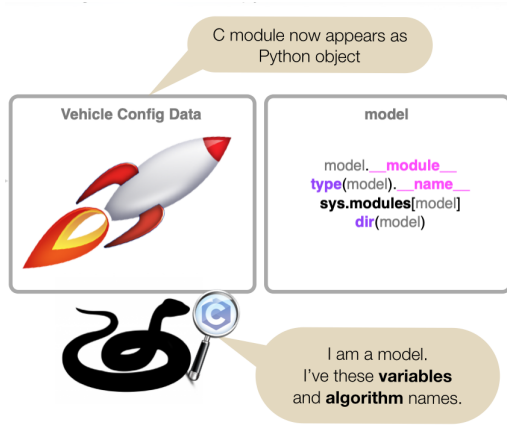 C module now appears as
Python object
Vehicle Config Data
model
model.__module__
type(model).__name__
sys.modules[model]
dir(model)
C
I am a model.
I've these variables
and algorithm names.